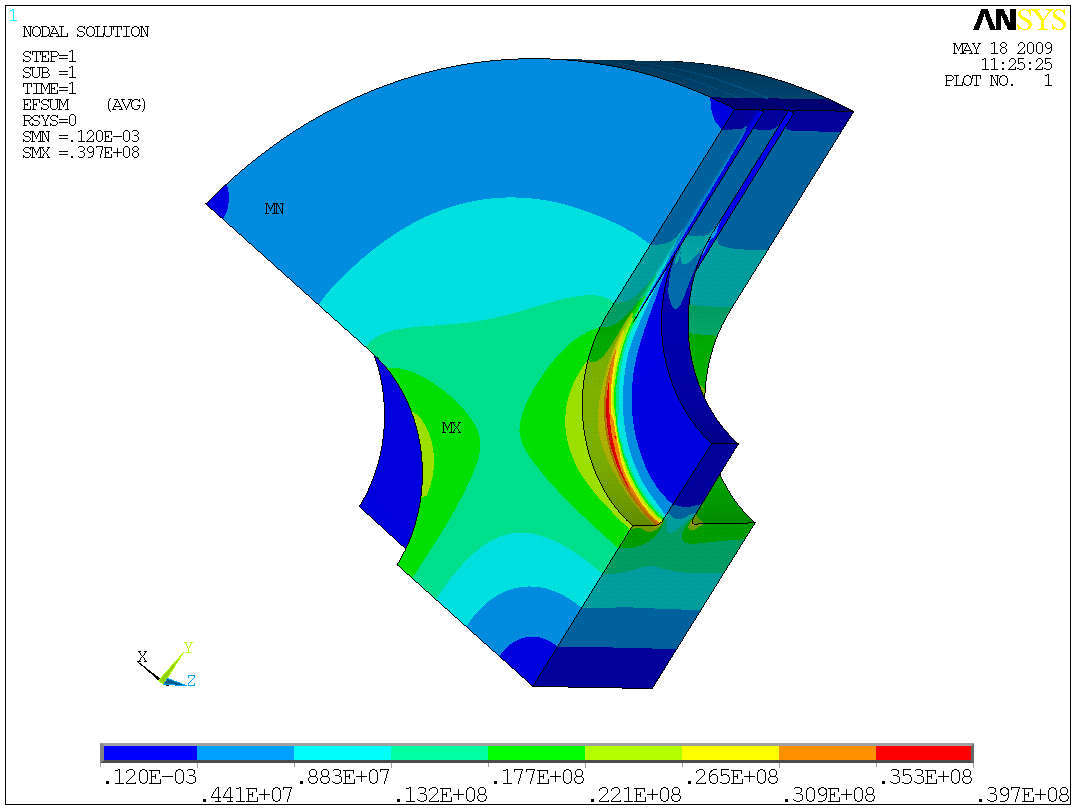 1
NODAL SOLUTION
STEP=1
SUB =1
TIME=1
EFSUM (AVG)
RSYS=0
SMN =.120E-03
SMX =.397E+08
ANSYS
MAY 18 2009
11:25:25
PLOT NO. 1
MN
MX
X
Y
Z
.120E-03 .883E+07 .177E+08 .265E+08 .353E+08
.441E+07 .132E+08 .221E+08 .309E+08 .397E+08